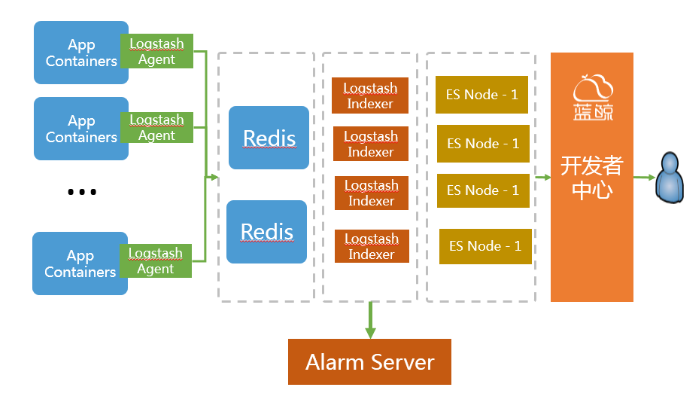 App
Containers
Logstash
Agent
App
Containers
Logstash
Agent
...
App
Containers
Logstash
Agent
Redis
Redis
Logstash
Indexer
Logstash
Indexer
Logstash
Indexer
Logstash
Indexer
ES Node - 1
ES Node - 1
ES Node - 1
ES Node - 1
蓝鲸
开发者
中心
Alarm Server